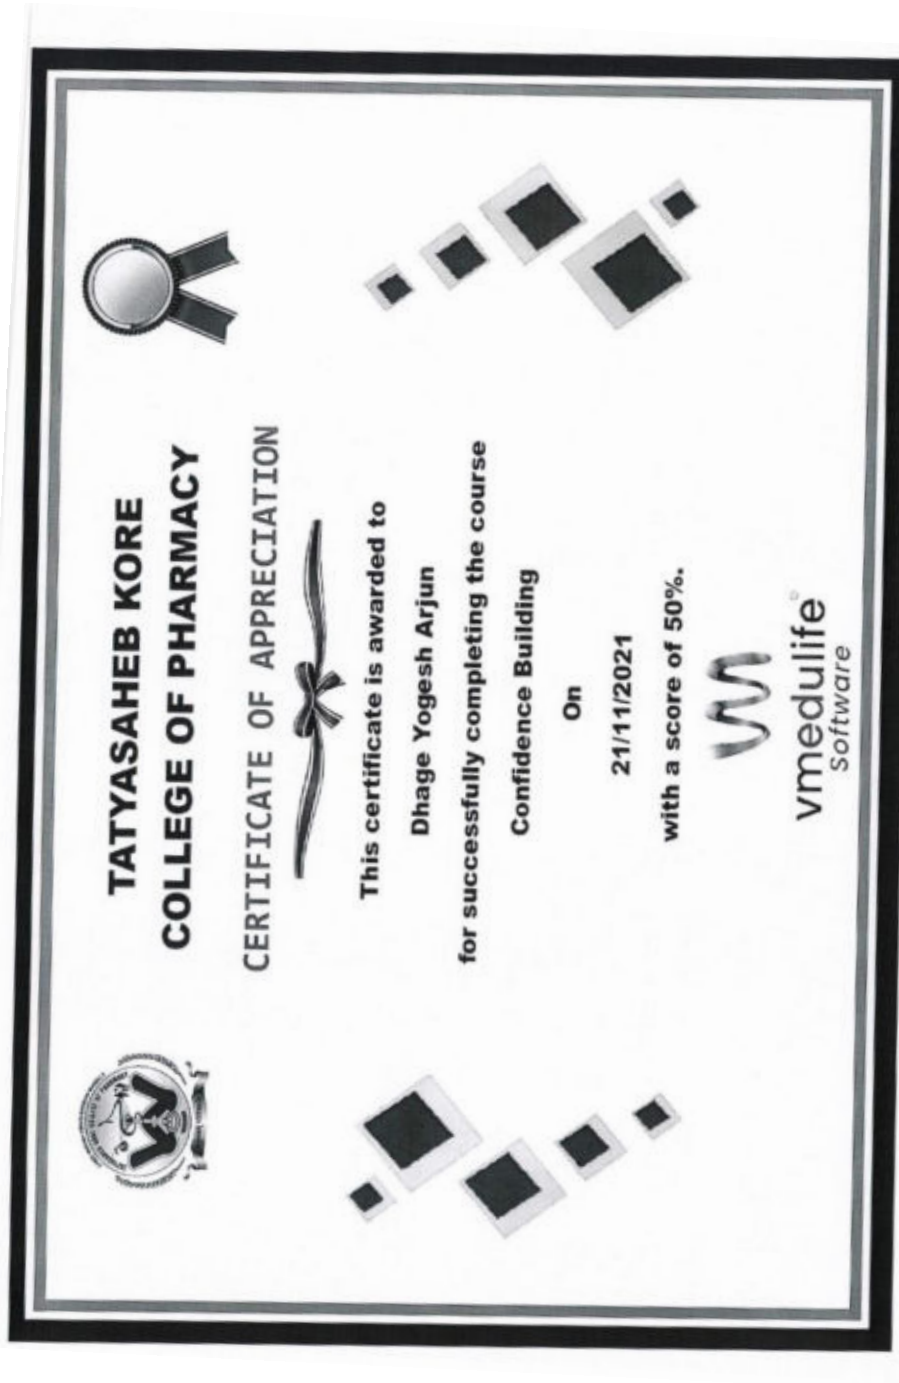 TATYASAHEB KORE
COLLEGE OF PHARMACY
CERTIFICATE OF APPRECIATION
This certificate is awarded to
Dhage Yogesh Arjun
for successfully completing the course
Confidence Building
On
21/11/2021
with a score of 50%.
vmedulife
Software